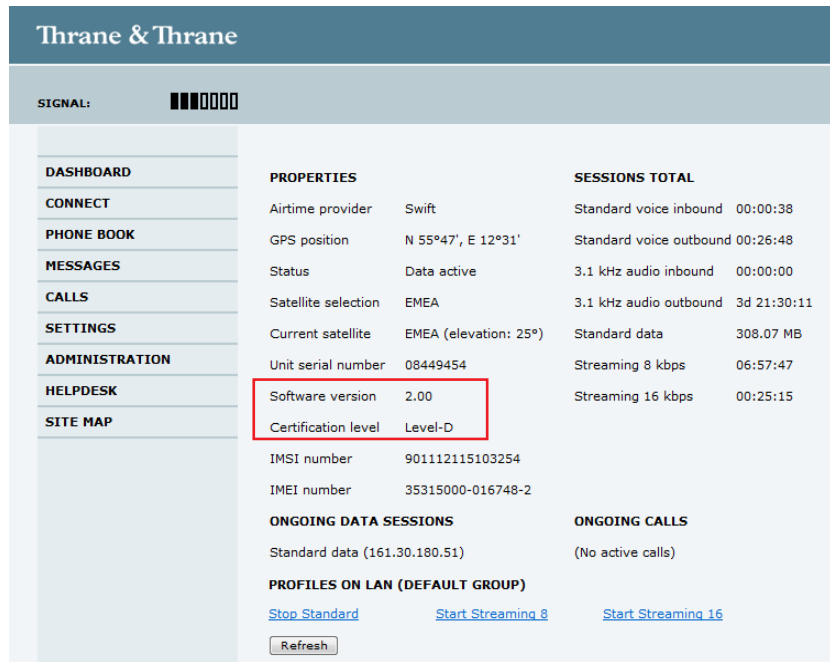 Thrane & Thrane
SIGNAL:
DASHBOARD
CONNECT
PHONE BOOK
MESSAGES
CALLS
SETTINGS
ADMINISTRATION
HELPDESK
SITE MAP
PROPERTIES
Airtime provider Swift
GPS position N 55°47', E 12°31'
Status Data active
Satellite selection EMEA
Current satellite EMEA (elevation: 25°)
Unit serial number 08449454
Software version 2.00
Certification level Level-D
IMSI number 901112115103254
IMEI number 35315000-016748-2
SESSIONS TOTAL
Standard voice inbound 00:00:38
Standard voice outbound 00:26:48
3.1 kHz audio inbound 00:00:00
3.1 kHz audio outbound 3d 21:30:11
Standard data 308.07 MB
Streaming 8 kbps 06:57:47
Streaming 16 kbps 00:25:15
ONGOING DATA SESSIONS
Standard data (161.30.180.51)
ONGOING CALLS
(No active calls)
PROFILES ON LAN (DEFAULT GROUP)
Stop Standard Start Streaming 8 Start Streaming 16
Refresh